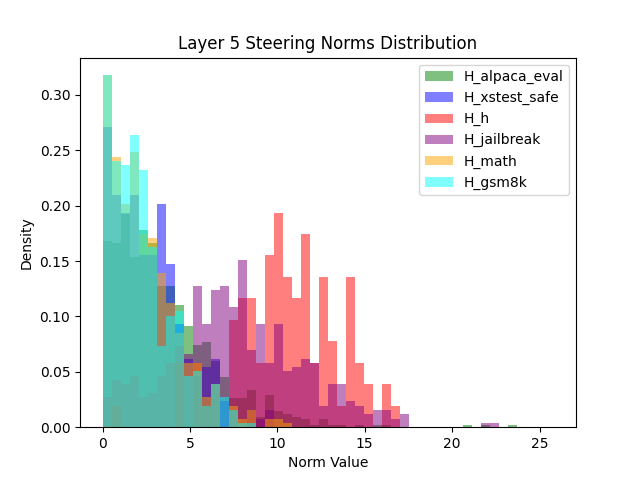 Layer 5 Steering Norms Distribution
H_alpaca_eval
H_xstest_safe
H_h
H_jailbreak
H_math
H_gsm8k
Density
0.30
0.25
0.20
0.15
0.10
0.05
0.00
0
5
10
15
20
25
Norm Value